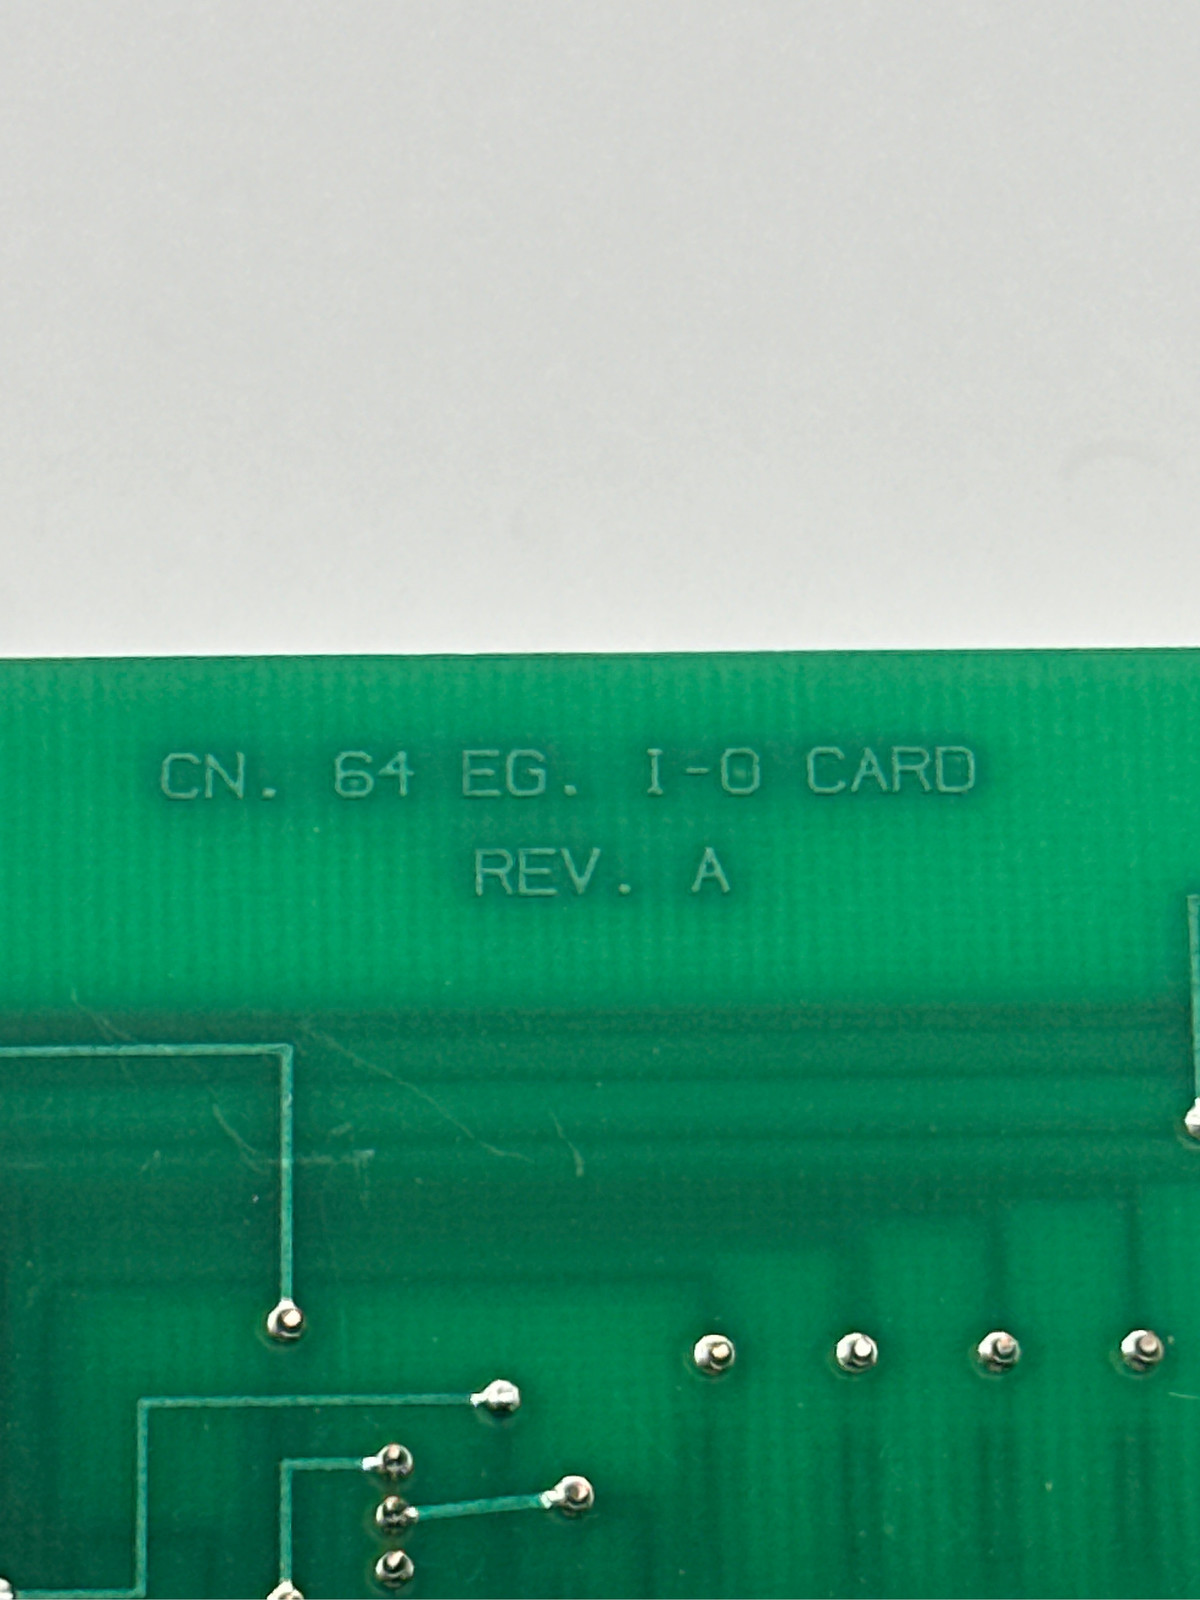 CN. 64 EG. I-O CARD
REV. A